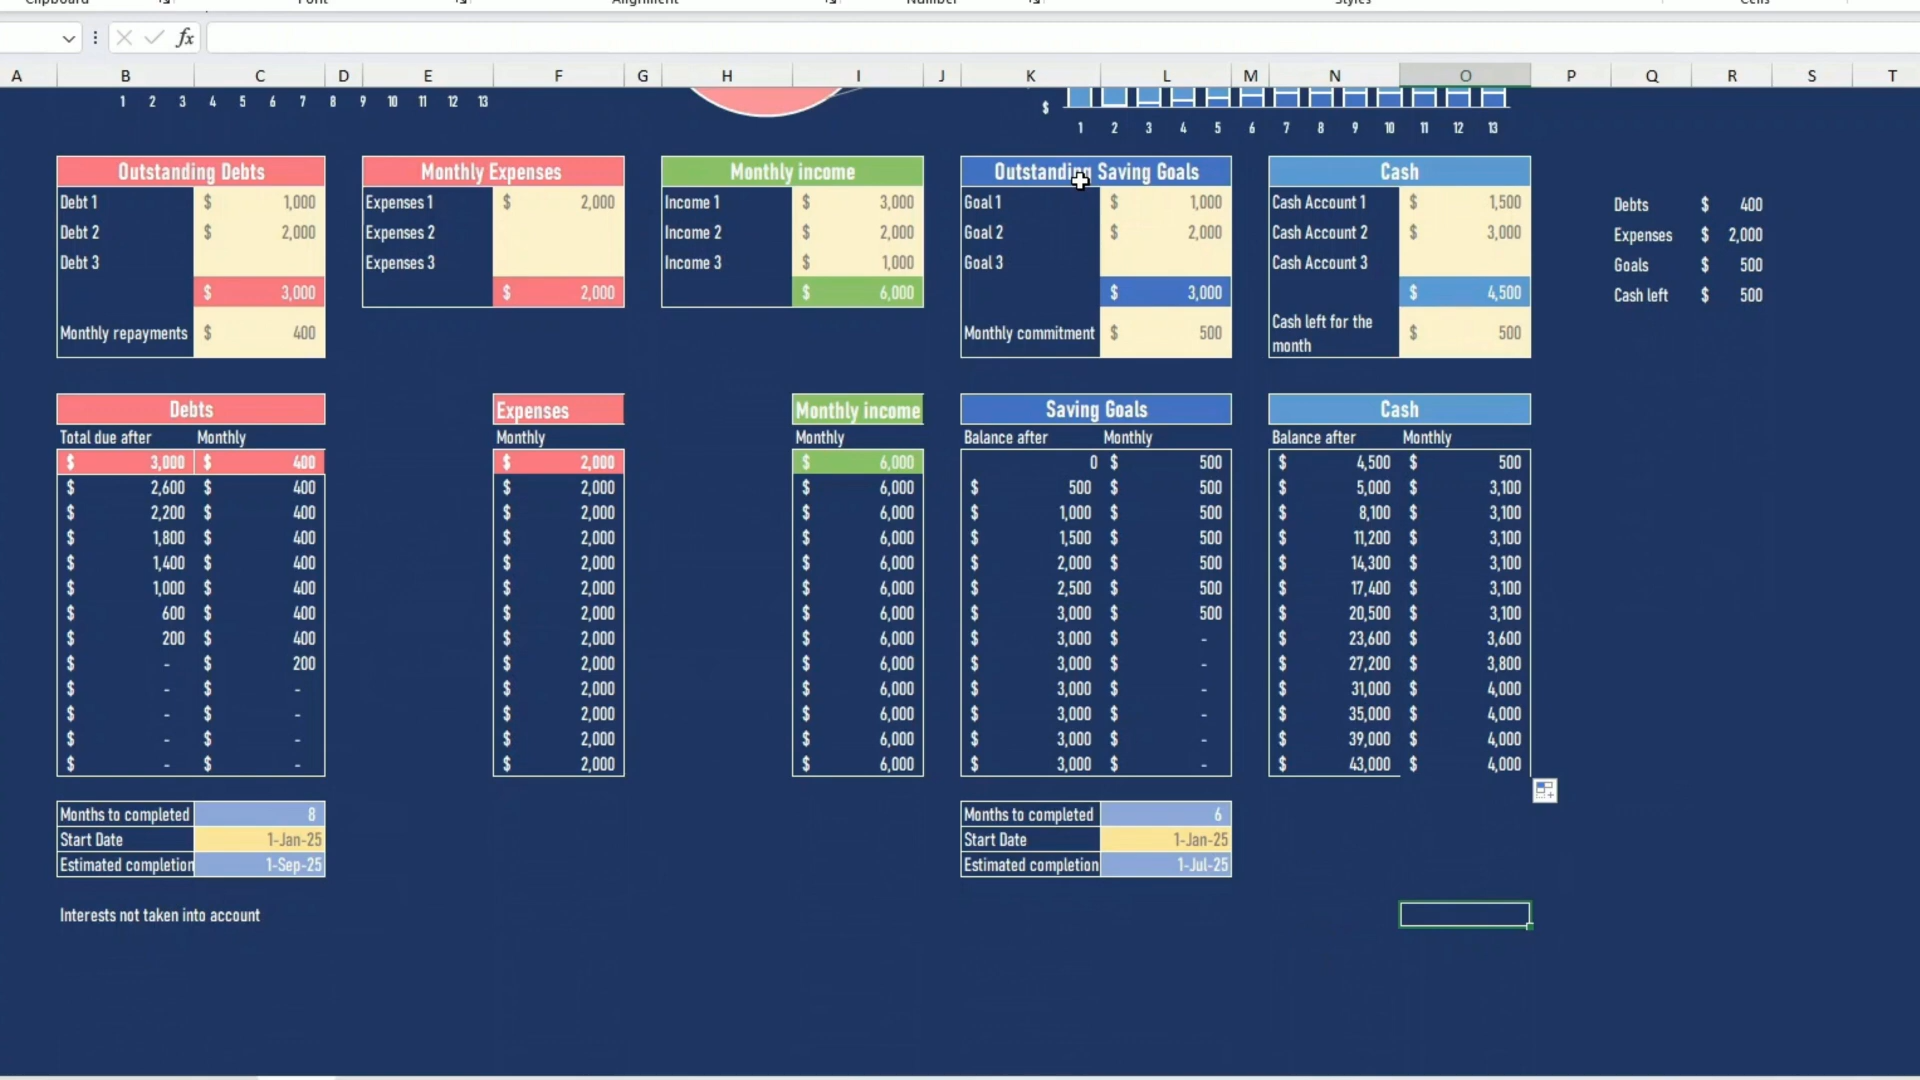 Clipboard Font Alignment Number Styles Cells
fx
A B C D E F G H I J K L M N O P Q R S T
1 2 3 4 5 6 7 8 9 10 11 12 13
$
1 2 3 4 5 6 7 8 9 10 11 12 13
Outstanding Debts Monthly Expenses Monthly income Outstanding Saving Goals Cash
Debt 1 $ 1,000 Expenses 1 $ 2,000 Income 1 $ 3,000 Goal 1 $ 1,000 Cash Account 1 $ 1,500 Debts $ 400
Debt 2 $ 2,000 Expenses 2 Income 2 $ 2,000 Goal 2 $ 2,000 Cash Account 2 $ 3,000 Expenses $ 2,000
Debt 3 Expenses 3 Income 3 $ 1,000 Goal 3 Cash Account 3 Goals $ 500
$ 3,000 $ 2,000 $ 6,000 $ 3,000 $ 4,500 Cash left $ 500
Monthly repayments $ 400 Monthly commitment $ 500 Cash left for the
month $ 500
Debts Expenses Monthly income Saving Goals Cash
Total due after Monthly Monthly Monthly Balance after Monthly Balance after Monthly
$ 3,000 $ 400 $ 2,000 $ 6,000 0 $ 500 $ 4,500 $ 500
$ 2,600 $ 400 $ 2,000 $ 6,000 $ 500 $ 500 $ 5,000 $ 3,100
$ 2,200 $ 400 $ 2,000 $ 6,000 $ 1,000 $ 500 $ 8,100 $ 3,100
$ 1,800 $ 400 $ 2,000 $ 6,000 $ 1,500 $ 500 $ 11,200 $ 3,100
$ 1,400 $ 400 $ 2,000 $ 6,000 $ 2,000 $ 500 $ 14,300 $ 3,100
$ 1,000 $ 400 $ 2,000 $ 6,000 $ 2,500 $ 500 $ 17,400 $ 3,100
$ 600 $ 400 $ 2,000 $ 6,000 $ 3,000 $ 500 $ 20,500 $ 3,100
$ 200 $ 400 $ 2,000 $ 6,000 $ 3,000 $ - $ 23,600 $ 3,600
$ - $ 200 $ 2,000 $ 6,000 $ 3,000 $ - $ 27,200 $ 3,800
$ - $ - $ 2,000 $ 6,000 $ 3,000 $ - $ 31,000 $ 4,000
$ - $ - $ 2,000 $ 6,000 $ 3,000 $ - $ 35,000 $ 4,000
$ - $ - $ 2,000 $ 6,000 $ 3,000 $ - $ 39,000 $ 4,000
$ - $ - $ 2,000 $ 6,000 $ 3,000 $ - $ 43,000 $ 4,000
Months to completed 8 Months to completed 6
Start Date 1-Jan-25 Start Date 1-Jan-25
Estimated completion 1-Sep-25 Estimated completion 1-Jul-25
Interests not taken into account